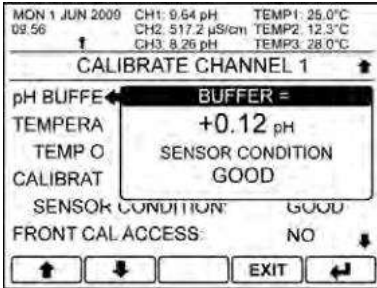 MON 1 JUN 2009 CH1: 9.64 pH TEMP1: 25.0°C
09:56 CH2: 517.2 µS/cm TEMP2: 12.3°C
CH3: 8.26 pH TEMP3: 28.0°C
CALIBRATE CHANNEL 1
pH BUFFE
BUFFER =
TEMPERA
+0.12 pH
TEMP O
SENSOR CONDITION
CALIBRAT
GOOD
SENSOR CONDITION: GOOD
FRONT CAL ACCESS: NO
EXIT